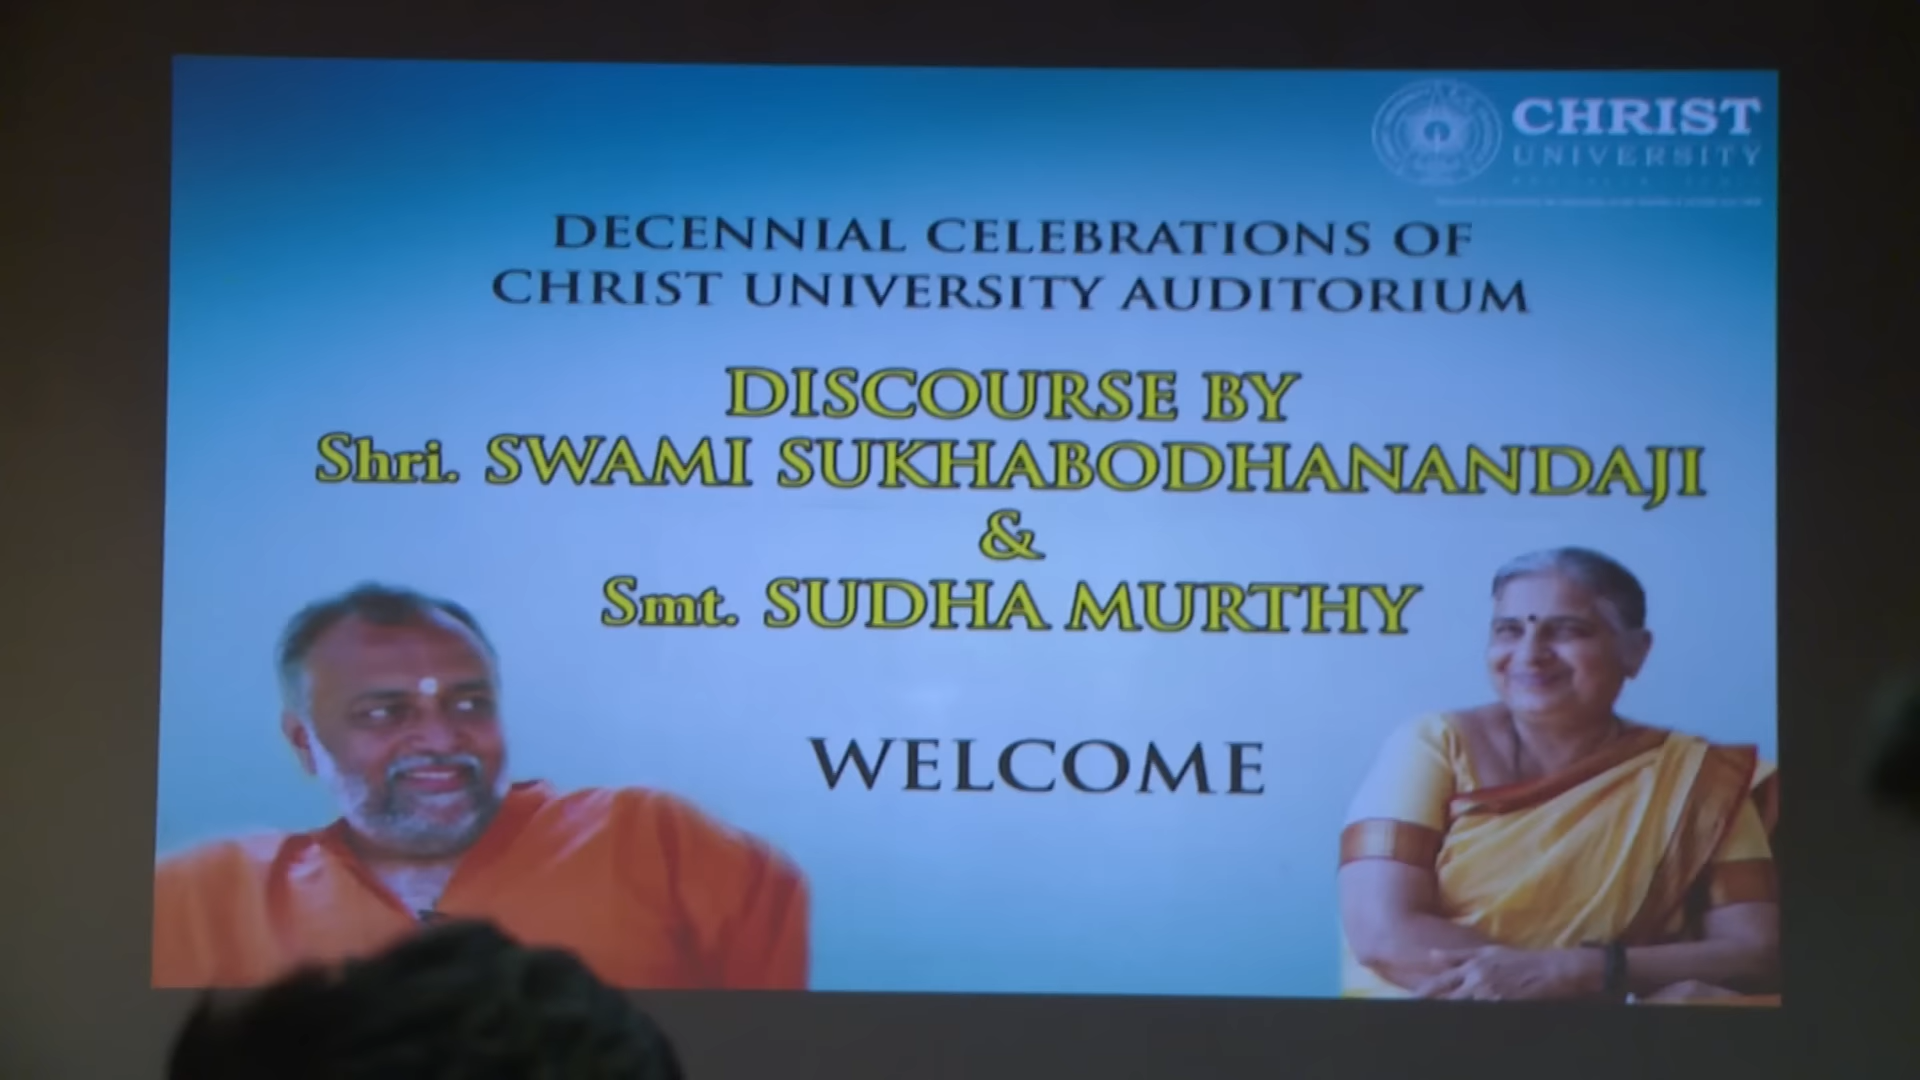 CHRIST
UNIVERSITY
DECENNIAL CELEBRATIONS OF
CHRIST UNIVERSITY AUDITORIUM
DISCOURSE BY
Shri. SWAMI SUKHABODHANANDAJI
&
Smt. SUDHA MURTHY
WELCOME